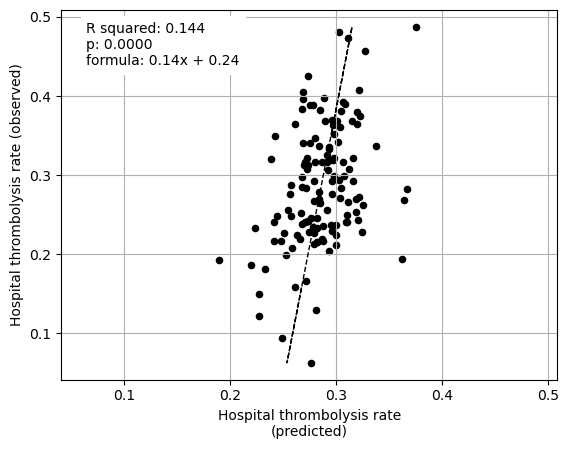 R squared: 0.144
p: 0.0000
formula: 0.14x + 0.24
Hospital thrombolysis rate (observed)
0.5
0.4
0.3
0.2
0.1
0.1
0.2
0.3
0.4
0.5
Hospital thrombolysis rate
(predicted)